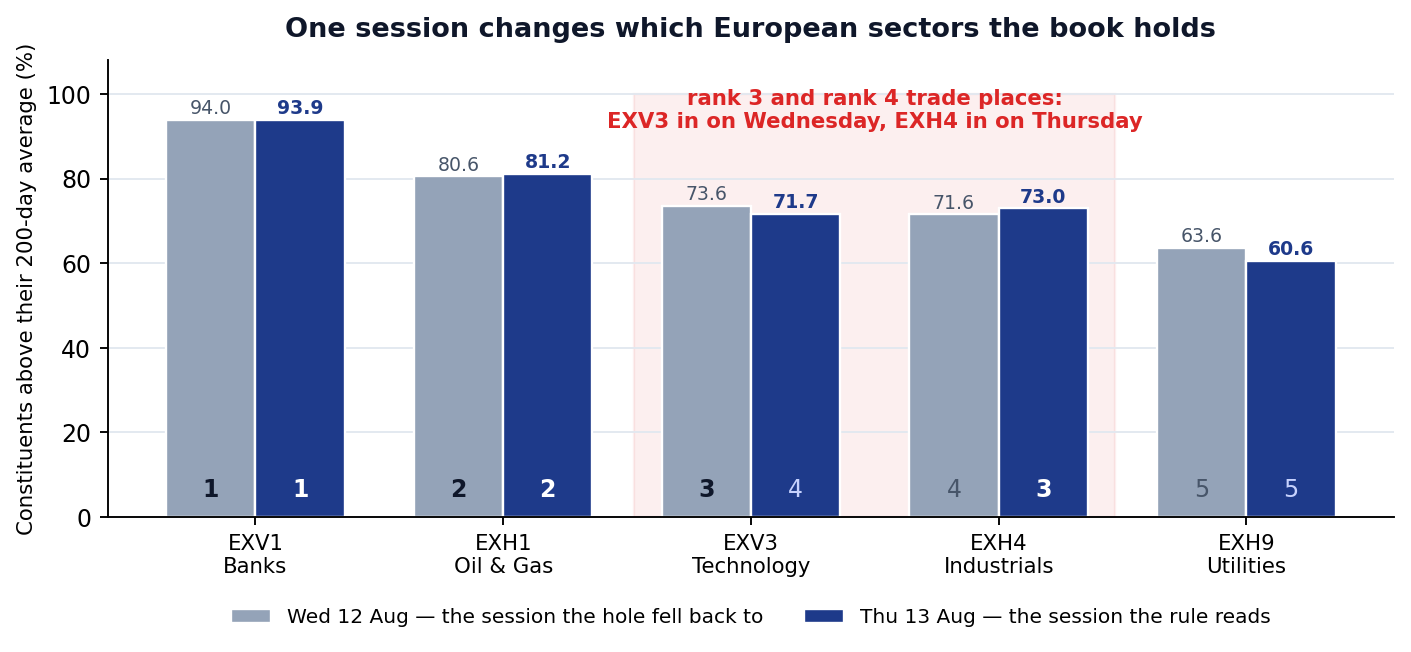 One session changes which European sectors the book holds
Constituents above their 200-day average (%)
100
80
60
40
20
0
rank 3 and rank 4 trade places:
EXV3 in on Wednesday, EXH4 in on Thursday
94.0 93.9
80.6 81.2
73.6 71.7
71.6 73.0
63.6 60.6
1 1 2 2 3 4 4 3 5 5
EXV1
Banks
EXH1
Oil & Gas
EXV3
Technology
EXH4
Industrials
EXH9
Utilities
Wed 12 Aug — the session the hole fell back to
Thu 13 Aug — the session the rule reads